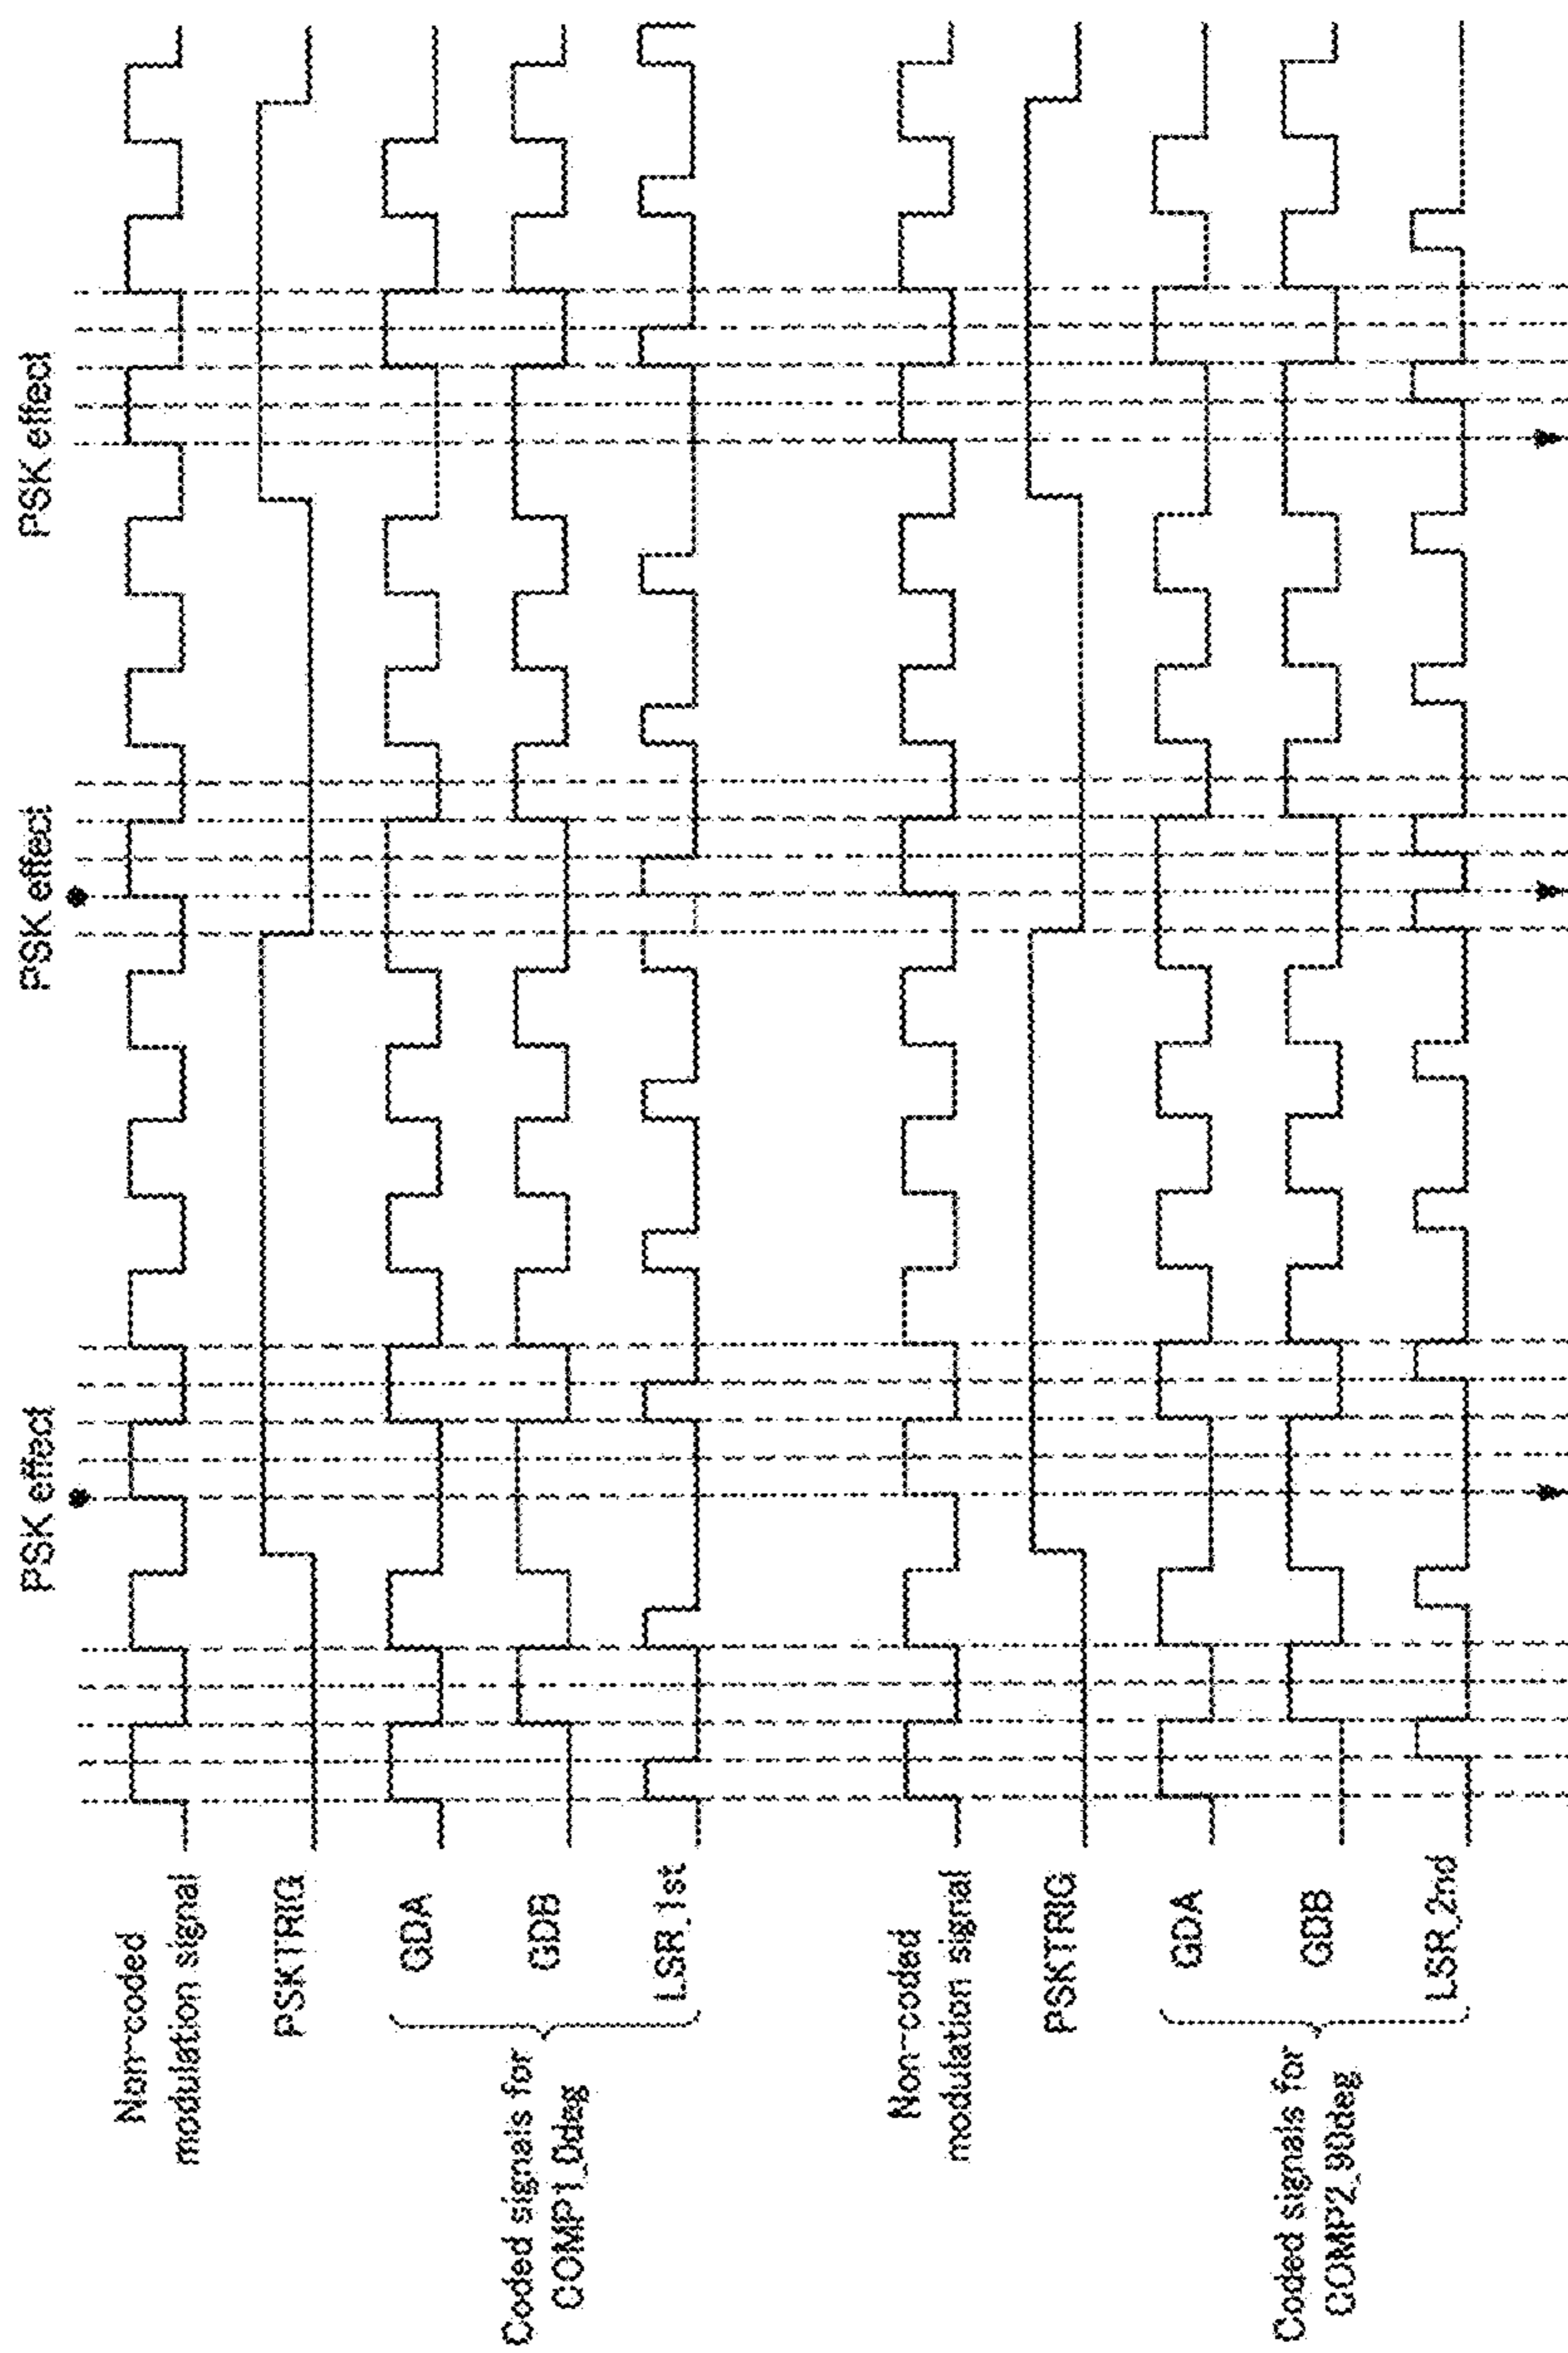 PSK effect
PSK effect
PSK effect
Non-coded
modulation signal
PSKTRIG
GDA
GDB
LSR_1st
Coded signals for
COMP1_0deg
Non-coded
modulation signal
PSKTRIG
GDA
GDB
LSR_2nd
Coded signals for
COMP2_90deg